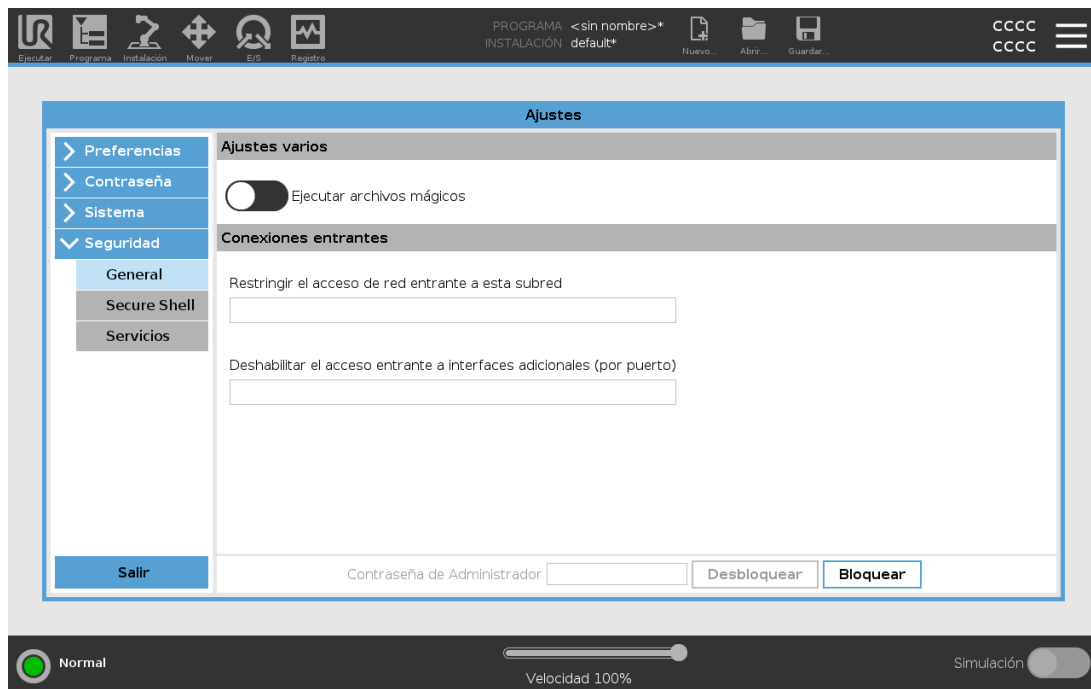 PROGRAMA <sin nombre>*
INSTALACIÓN default*
CCCC
CCCC
Ejecutar Programa Instalación Mover E/S Registro Nuevo... Abrir... Guardar...
Ajustes
Preferencias
Contraseña
Sistema
Seguridad
General
Secure Shell
Servicios
Salir
Ajustes varios
Ejecutar archivos mágicos
Conexiones entrantes
Restringir el acceso de red entrante a esta subred
Deshabilitar el acceso entrante a interfaces adicionales (por puerto)
Contraseña de Administrador Desbloquear Bloquear
Normal
Velocidad 100%
Simulación